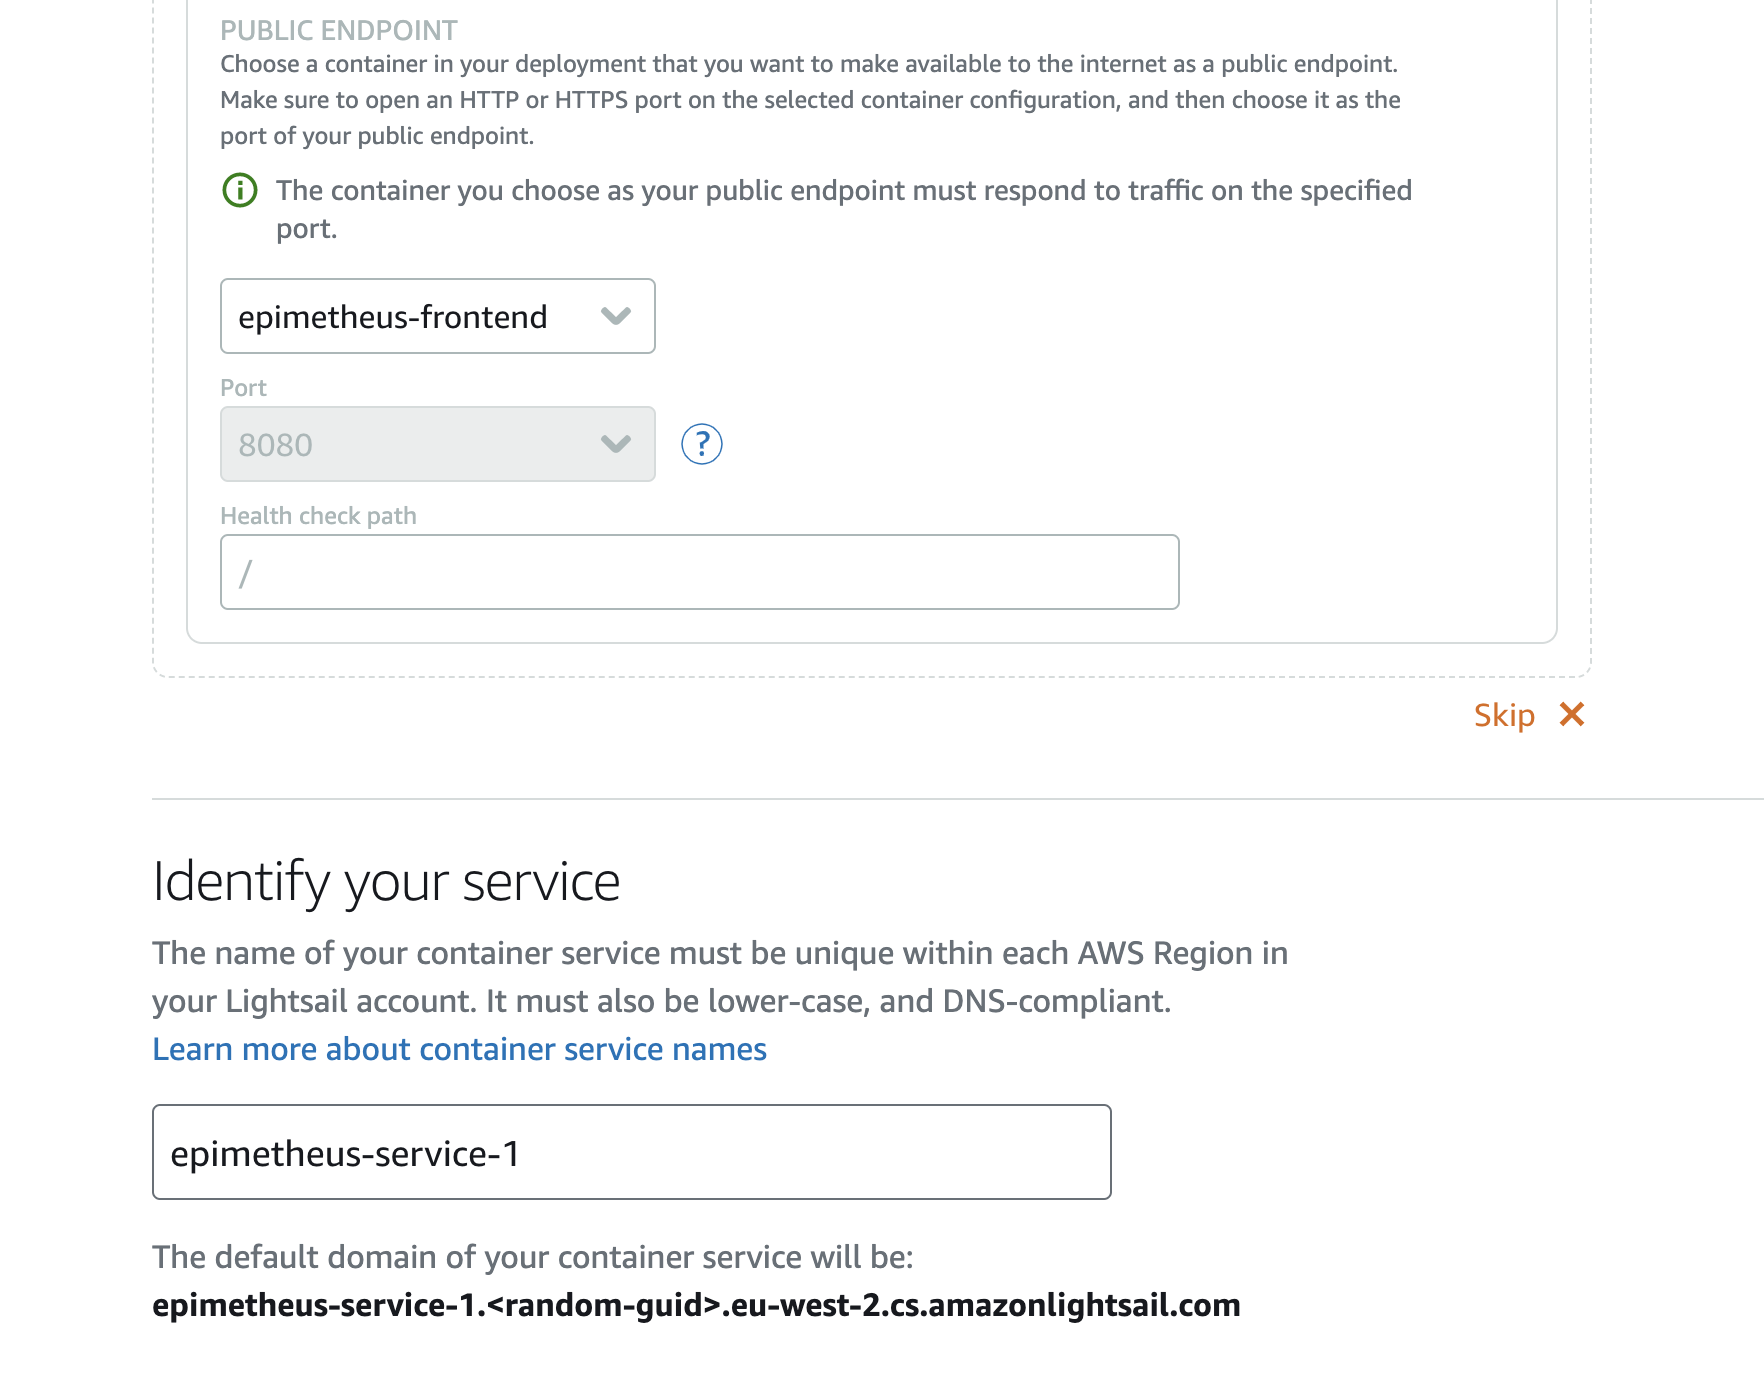 PUBLIC ENDPOINT
Choose a container in your deployment that you want to make available to the internet as a public endpoint.
Make sure to open an HTTP or HTTPS port on the selected container configuration, and then choose it as the
port of your public endpoint.
The container you choose as your public endpoint must respond to traffic on the specified
port.
epimetheus-frontend
Port
8080
?
Health check path
/
Skip
Identify your service
The name of your container service must be unique within each AWS Region in
your Lightsail account. It must also be lower-case, and DNS-compliant.
Learn more about container service names
epimetheus-service-1
The default domain of your container service will be:
epimetheus-service-1.<random-guid>.eu-west-2.cs.amazonlightsail.com